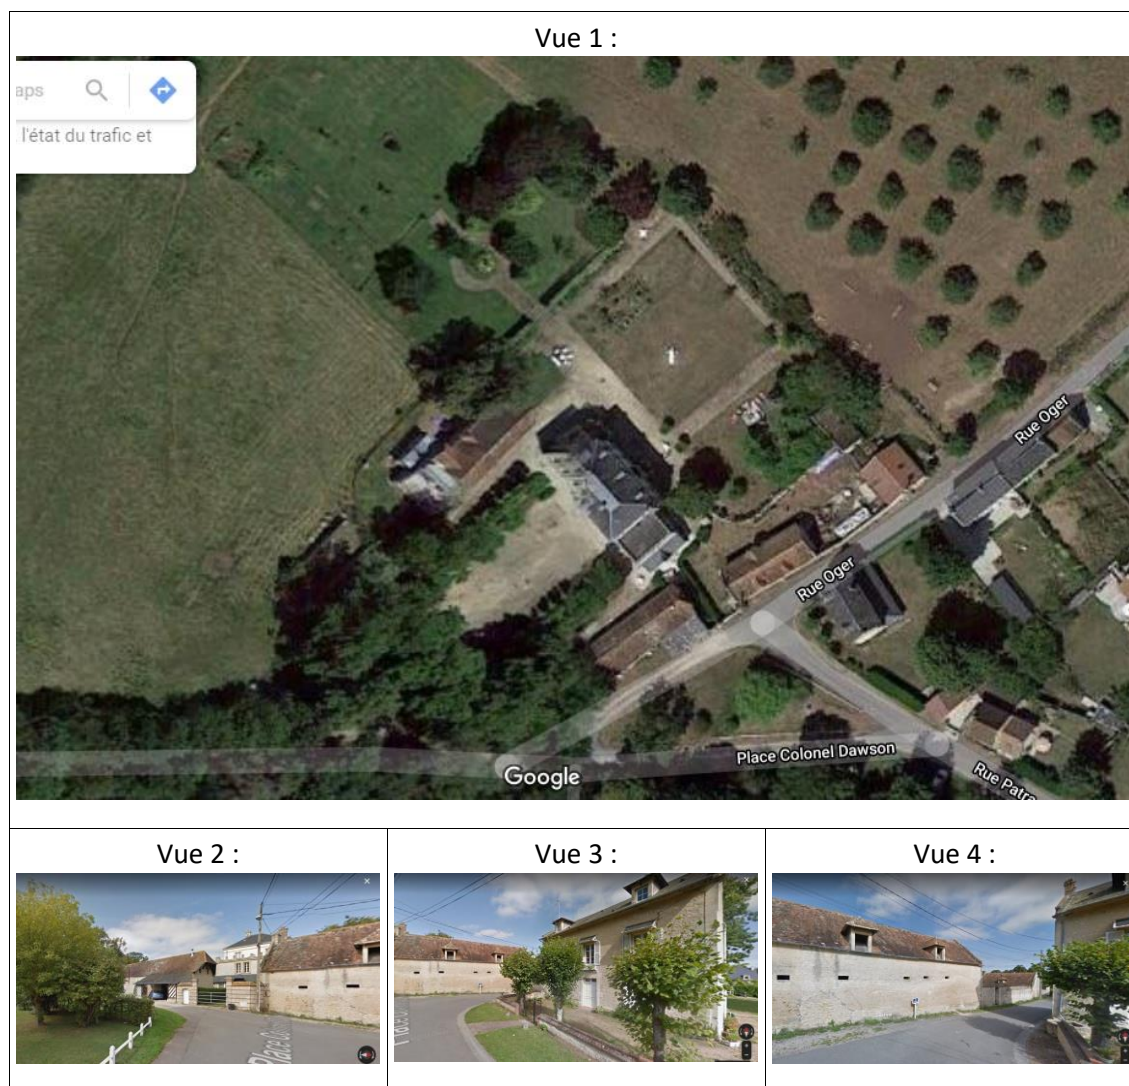 Vue 1 :
aps
l'état du trafic et
Rue Oger
Rue Oger
Place Colonel Dawson
Google
Rue Patra
Vue 2 :
Vue 3 :
Vue 4 :